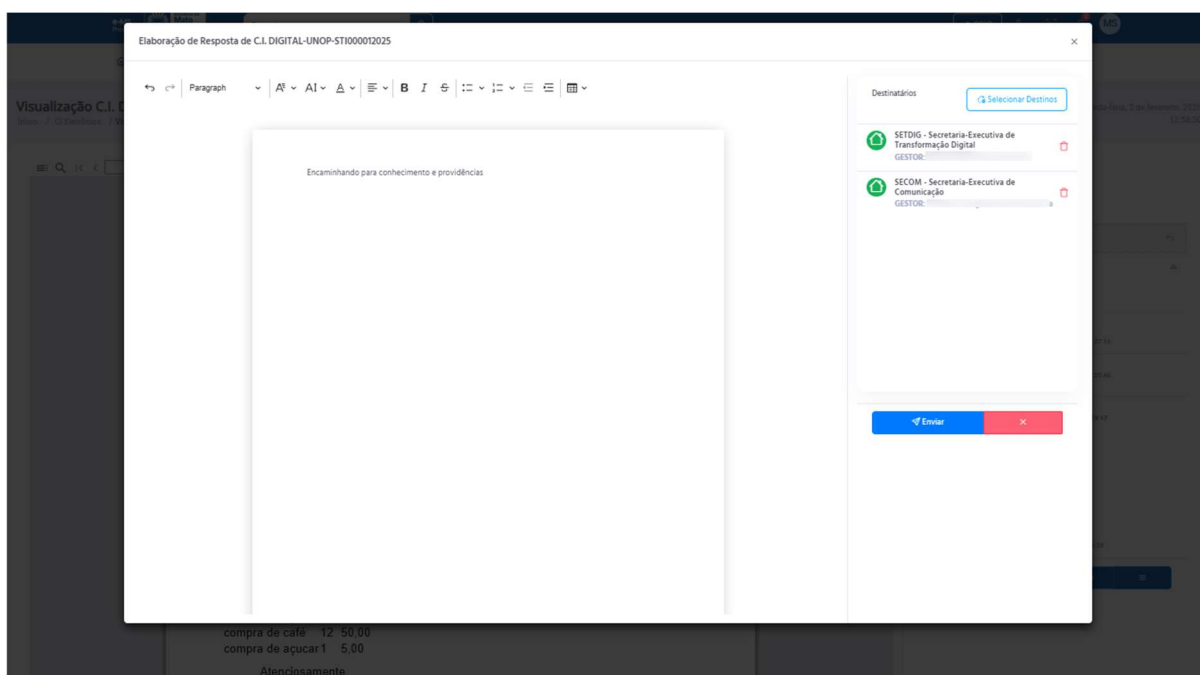 Elaboração de Resposta de C.I. DIGITAL-UNOP-STI000012025
×
Paragraph
Encaminhando para conhecimento e providências
Destinatários
Selecionar Destinos
SETDIG - Secretaria-Executiva de
Transformação Digital
GESTOR:
SECOM - Secretaria-Executiva de
Comunicação
GESTOR:
Enviar
×
MS
Visualização C.I.
compra de café 12 50,00
compra de açucar1 5,00
Atenciosamente